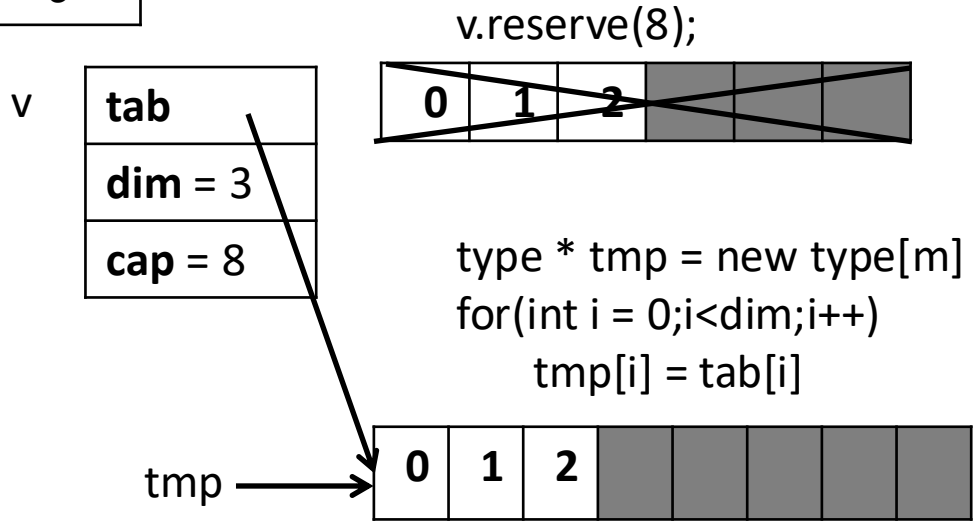 v.reserve(8);
v
tab
0 1 2
dim = 3
cap = 8
type * tmp = new type[m]
for(int i = 0;i<dim;i++)
tmp[i] = tab[i]
tmp
0 1 2